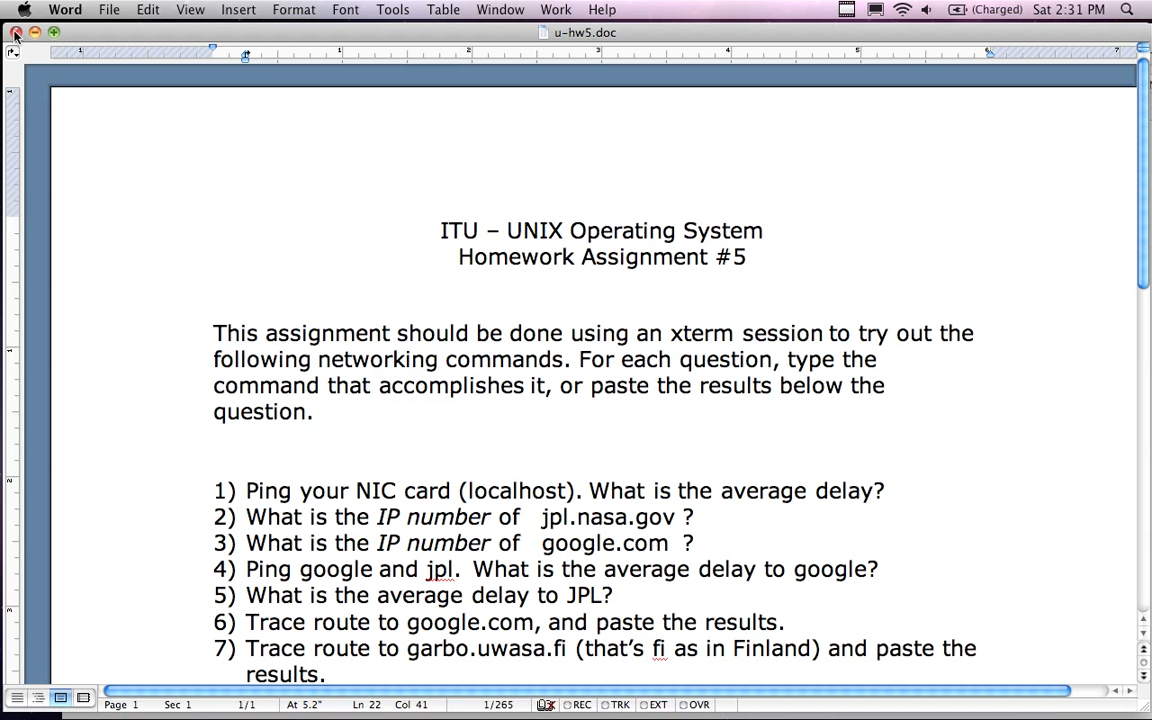 Word File Edit View Insert Format Font Tools Table Window Work Help (Charged) Sat 2:31 PM
u-hw5.doc
1 1 2 3 4 5 6 7
ITU – UNIX Operating System
Homework Assignment #5
This assignment should be done using an xterm session to try out the
following networking commands. For each question, type the
command that accomplishes it, or paste the results below the
question.
1) Ping your NIC card (localhost). What is the average delay?
2) What is the IP number of jpl.nasa.gov ?
3) What is the IP number of google.com ?
4) Ping google and jpl. What is the average delay to google?
5) What is the average delay to JPL?
6) Trace route to google.com, and paste the results.
7) Trace route to garbo.uwasa.fi (that’s fi as in Finland) and paste the
results.
Page 1 Sec 1 1/1 At 5.2" Ln 22 Col 41 1/265 REC TRK EXT OVR